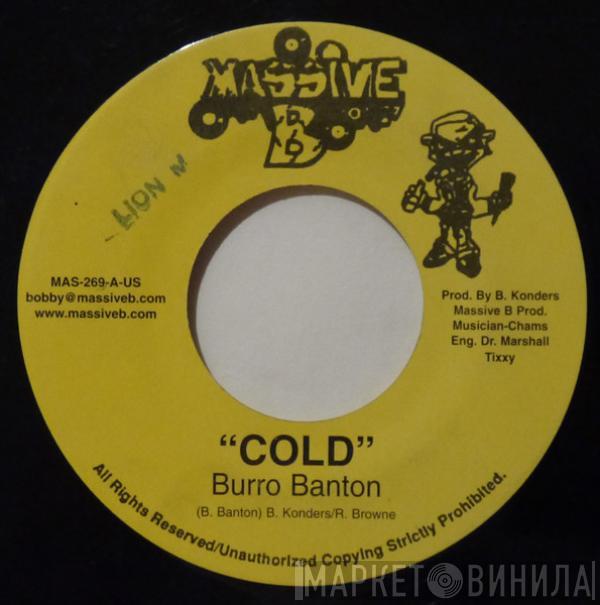 MASSIVE
B
LION M
MAS-269-A-US
bobby@massiveb.com
www.massiveb.com
Prod. By B. Konders
Massive B Prod.
Musician-Chams
Eng. Dr. Marshall
Tixxy
“COLD”
Burro Banton
(B. Banton) B. Konders/R. Browne
All Rights Reserved/Unauthorized Copying Strictly Prohibited.
МАРКЕТ ВИНИЛА